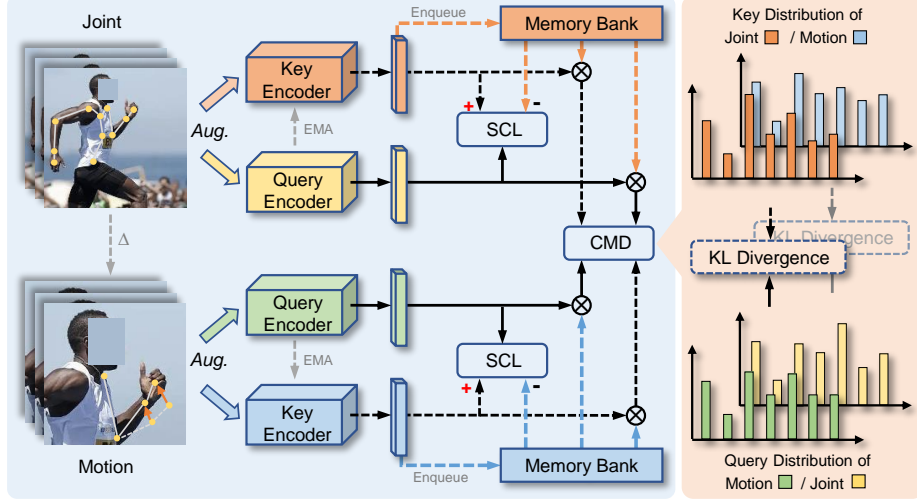 Joint
Aug.
Key
Encoder
EMA
Query
Encoder
Enqueue
Memory Bank
+
-
SCL
Δ
CMD
Query
Encoder
Aug.
EMA
Key
Encoder
SCL
+
-
Enqueue
Memory Bank
Motion
Key Distribution of
Joint / Motion
KL Divergence
KL Divergence
Query Distribution of
Motion / Joint